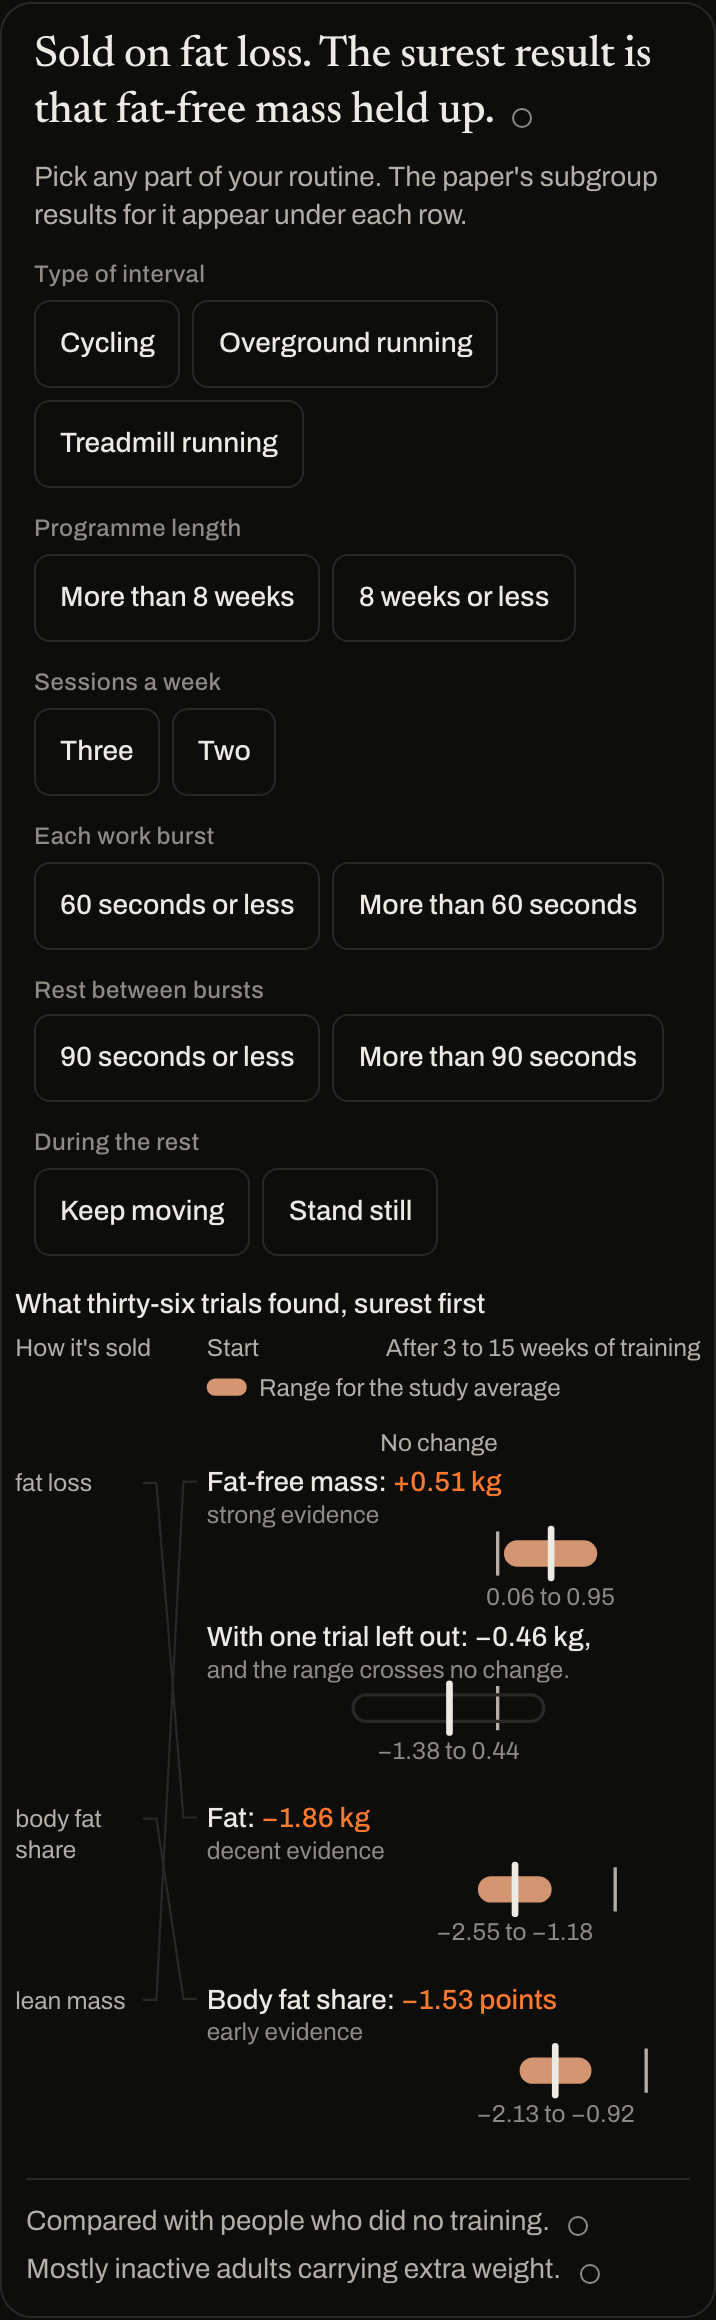 Sold on fat loss. The surest result is
that fat-free mass held up.
Pick any part of your routine. The paper's subgroup
results for it appear under each row.
Type of interval
Cycling
Overground running
Treadmill running
Programme length
More than 8 weeks
8 weeks or less
Sessions a week
Three
Two
Each work burst
60 seconds or less
More than 60 seconds
Rest between bursts
90 seconds or less
More than 90 seconds
During the rest
Keep moving
Stand still
What thirty-six trials found, surest first
How it's sold
Start
After 3 to 15 weeks of training
Range for the study average
No change
fat loss
Fat-free mass: +0.51 kg
strong evidence
0.06 to 0.95
With one trial left out: −0.46 kg,
and the range crosses no change.
−1.38 to 0.44
body fat
share
Fat: −1.86 kg
decent evidence
−2.55 to −1.18
lean mass
Body fat share: −1.53 points
early evidence
−2.13 to −0.92
Compared with people who did no training.
Mostly inactive adults carrying extra weight.